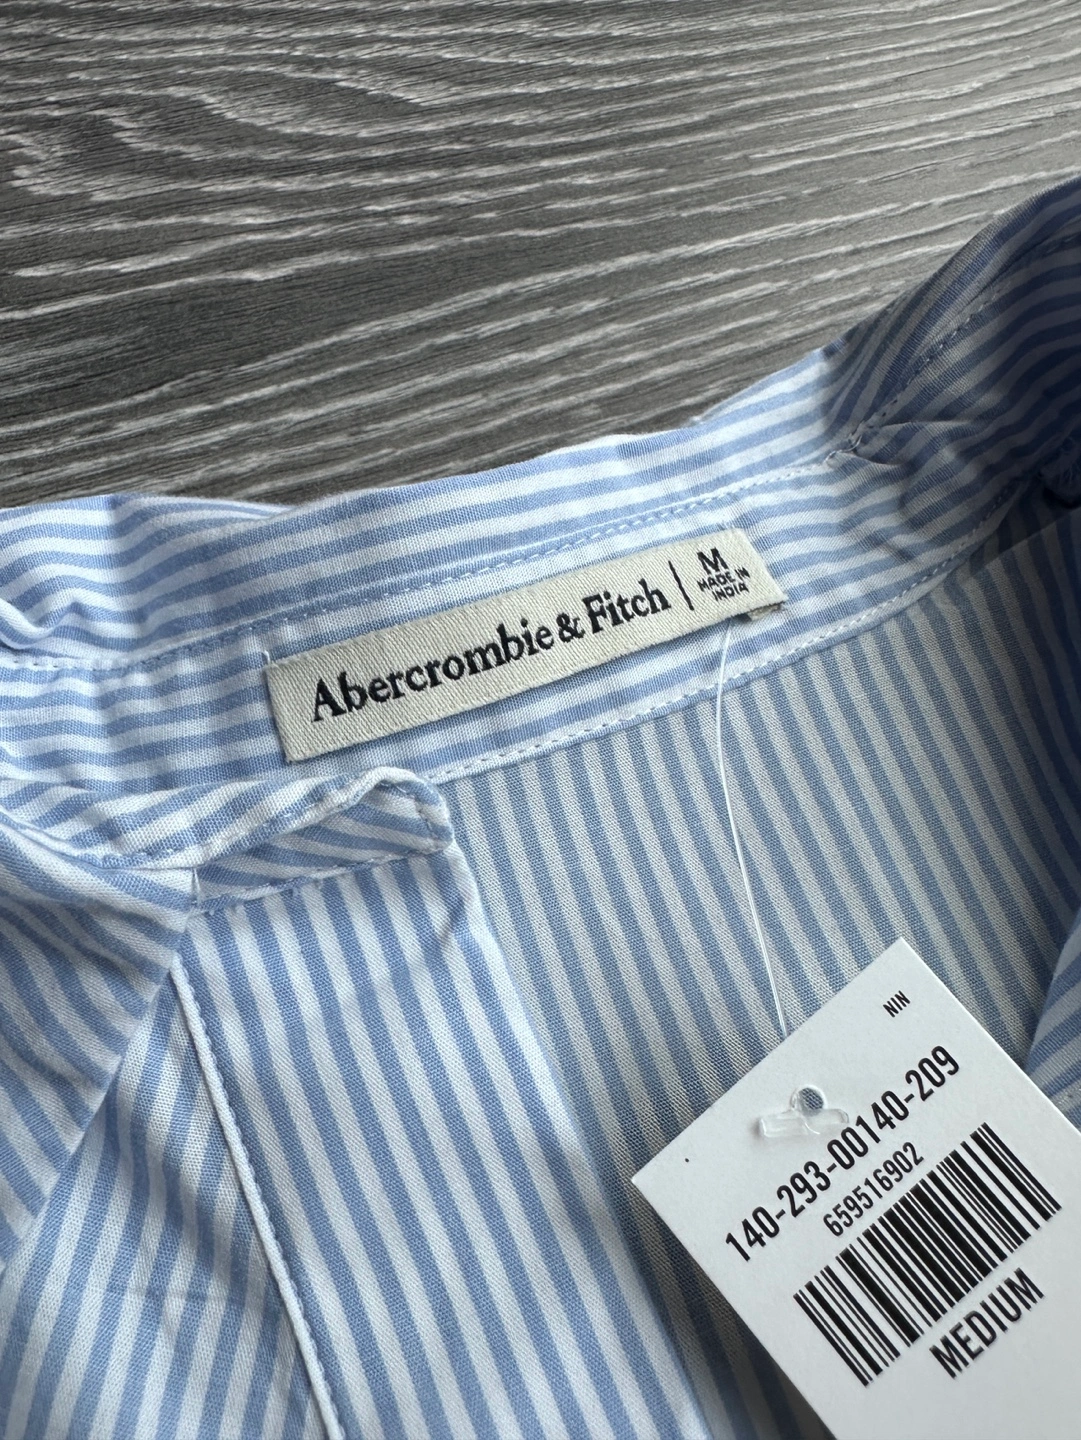 Abercrombie & Fitch | M
MADE IN
INDIA
NIN
140-293-00140-209
659516902
MEDIUM